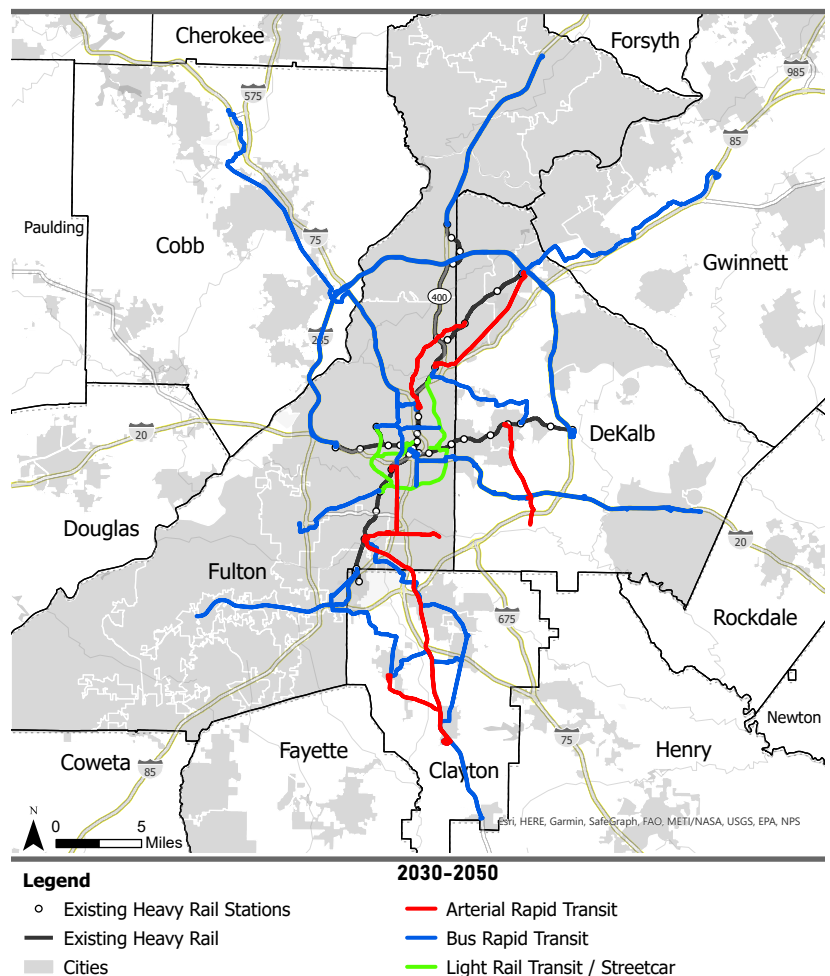 Cherokee
Forsyth
985
575
85
Paulding
Cobb
75
Gwinnett
400
285
20
DeKalb
Douglas
20
Fulton
675
Rockdale
Newton
75
Coweta
85
Fayette
Clayton
Henry
N
0 5
Miles
Esri, HERE, Garmin, SafeGraph, FAO, METI/NASA, USGS, EPA, NPS
2030-2050
Legend
Existing Heavy Rail Stations
Existing Heavy Rail
Cities
Arterial Rapid Transit
Bus Rapid Transit
Light Rail Transit / Streetcar